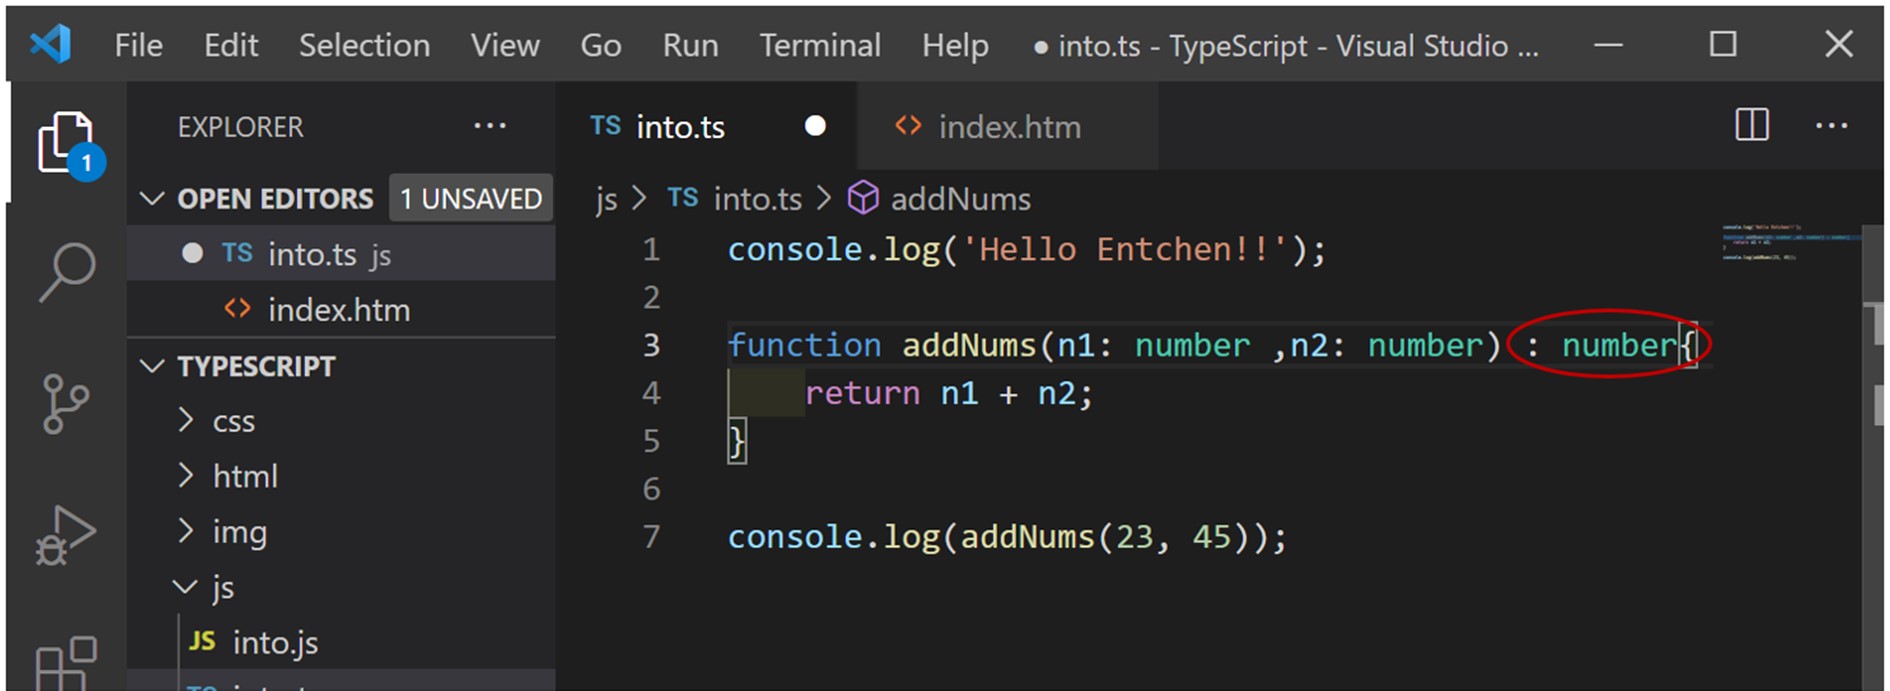 File Edit Selection View Go Run Terminal Help ● into.ts - TypeScript - Visual Studio ...
EXPLORER ...
1
OPEN EDITORS 1 UNSAVED
● TS into.ts js
<> index.htm
TYPESCRIPT
css
html
img
js
JS into.js
TS into.ts ●
<> index.htm
...
js > TS into.ts > addNums
1 console.log('Hello Entchen!!');
2
3 function addNums(n1: number ,n2: number) : number{
4 return n1 + n2;
5 }
6
7 console.log(addNums(23, 45));